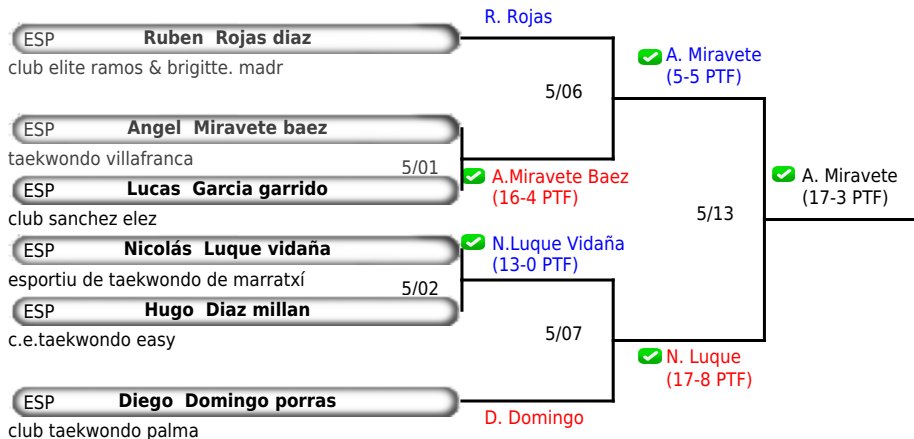 R. Rojas
ESP Ruben Rojas diaz
club elite ramos & brigitte. madr
A. Miravete
(5-5 PTF)
5/06
ESP Angel Miravete baez
taekwondo villafranca
5/01
A.Miravete Baez
(16-4 PTF)
ESP Lucas Garcia garrido
club sanchez elez
A. Miravete
(17-3 PTF)
5/13
ESP Nicolás Luque vidaña
N.Luque Vidaña
(13-0 PTF)
esportiu de taekwondo de marratxí
5/02
ESP Hugo Diaz millan
c.e.taekwondo easy
5/07
N. Luque
(17-8 PTF)
ESP Diego Domingo porras
D. Domingo
club taekwondo palma